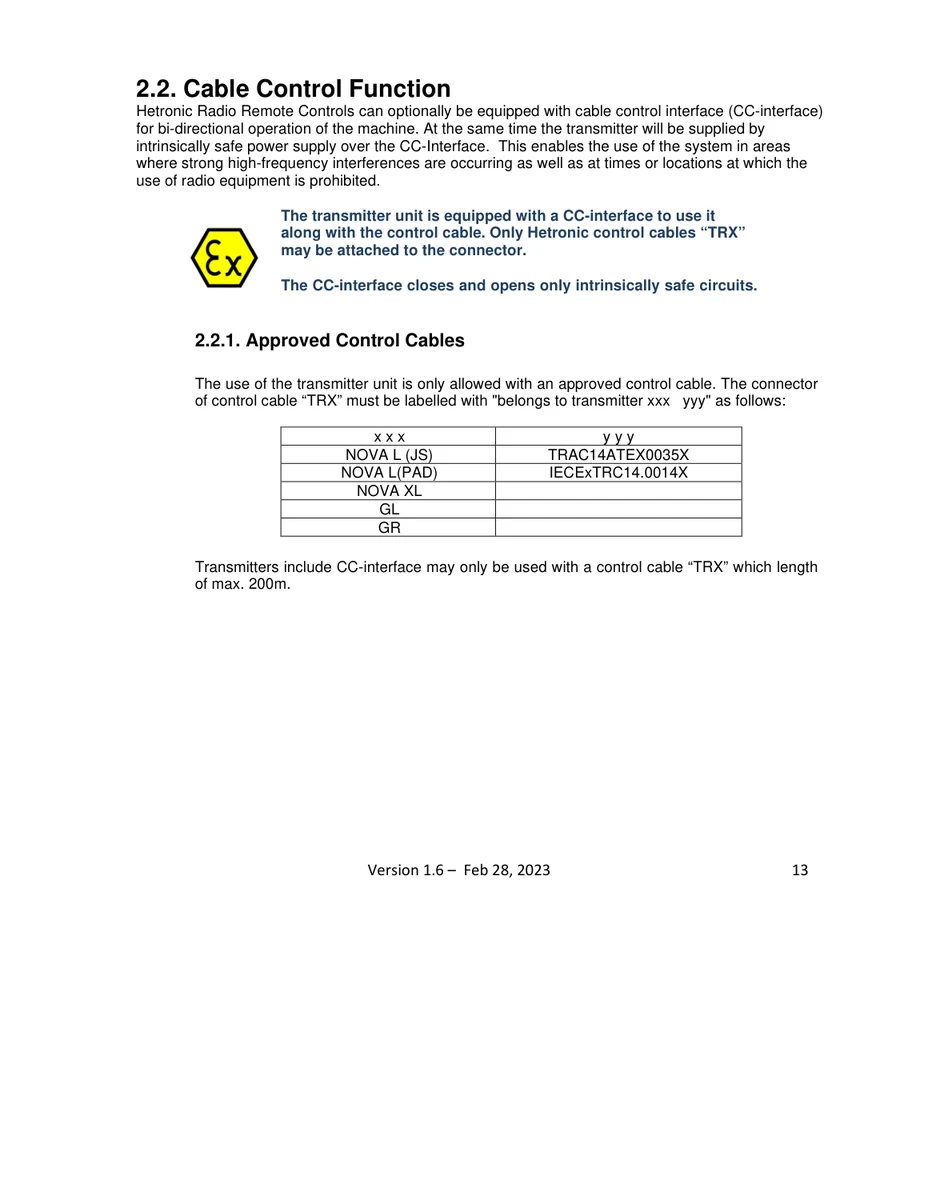 2.2. Cable Control Function
Hetronic Radio Remote Controls can optionally be equipped with cable control interface (CC-interface)
for bi-directional operation of the machine. At the same time the transmitter will be supplied by
intrinsically safe power supply over the CC-Interface.  This enables the use of the system in areas
where strong high-frequency interferences are occurring as well as at times or locations at which the
use of radio equipment is prohibited.
The transmitter unit is equipped with a CC-interface to use it
along with the control cable. Only Hetronic control cables “TRX”
may be attached to the connector.
Ex
The CC-interface closes and opens only intrinsically safe circuits.
2.2.1. Approved Control Cables
The use of the transmitter unit is only allowed with an approved control cable. The connector
of control cable “TRX” must be labelled with "belongs to transmitter xxx   yyy" as follows:
x x x y y y
NOVA L (JS) TRAC14ATEX0035X
NOVA L(PAD) IECExTRC14.0014X
NOVA XL
GL
GR
Transmitters include CC-interface may only be used with a control cable “TRX” which length
of max. 200m.
Version 1.6 –  Feb 28, 2023 13